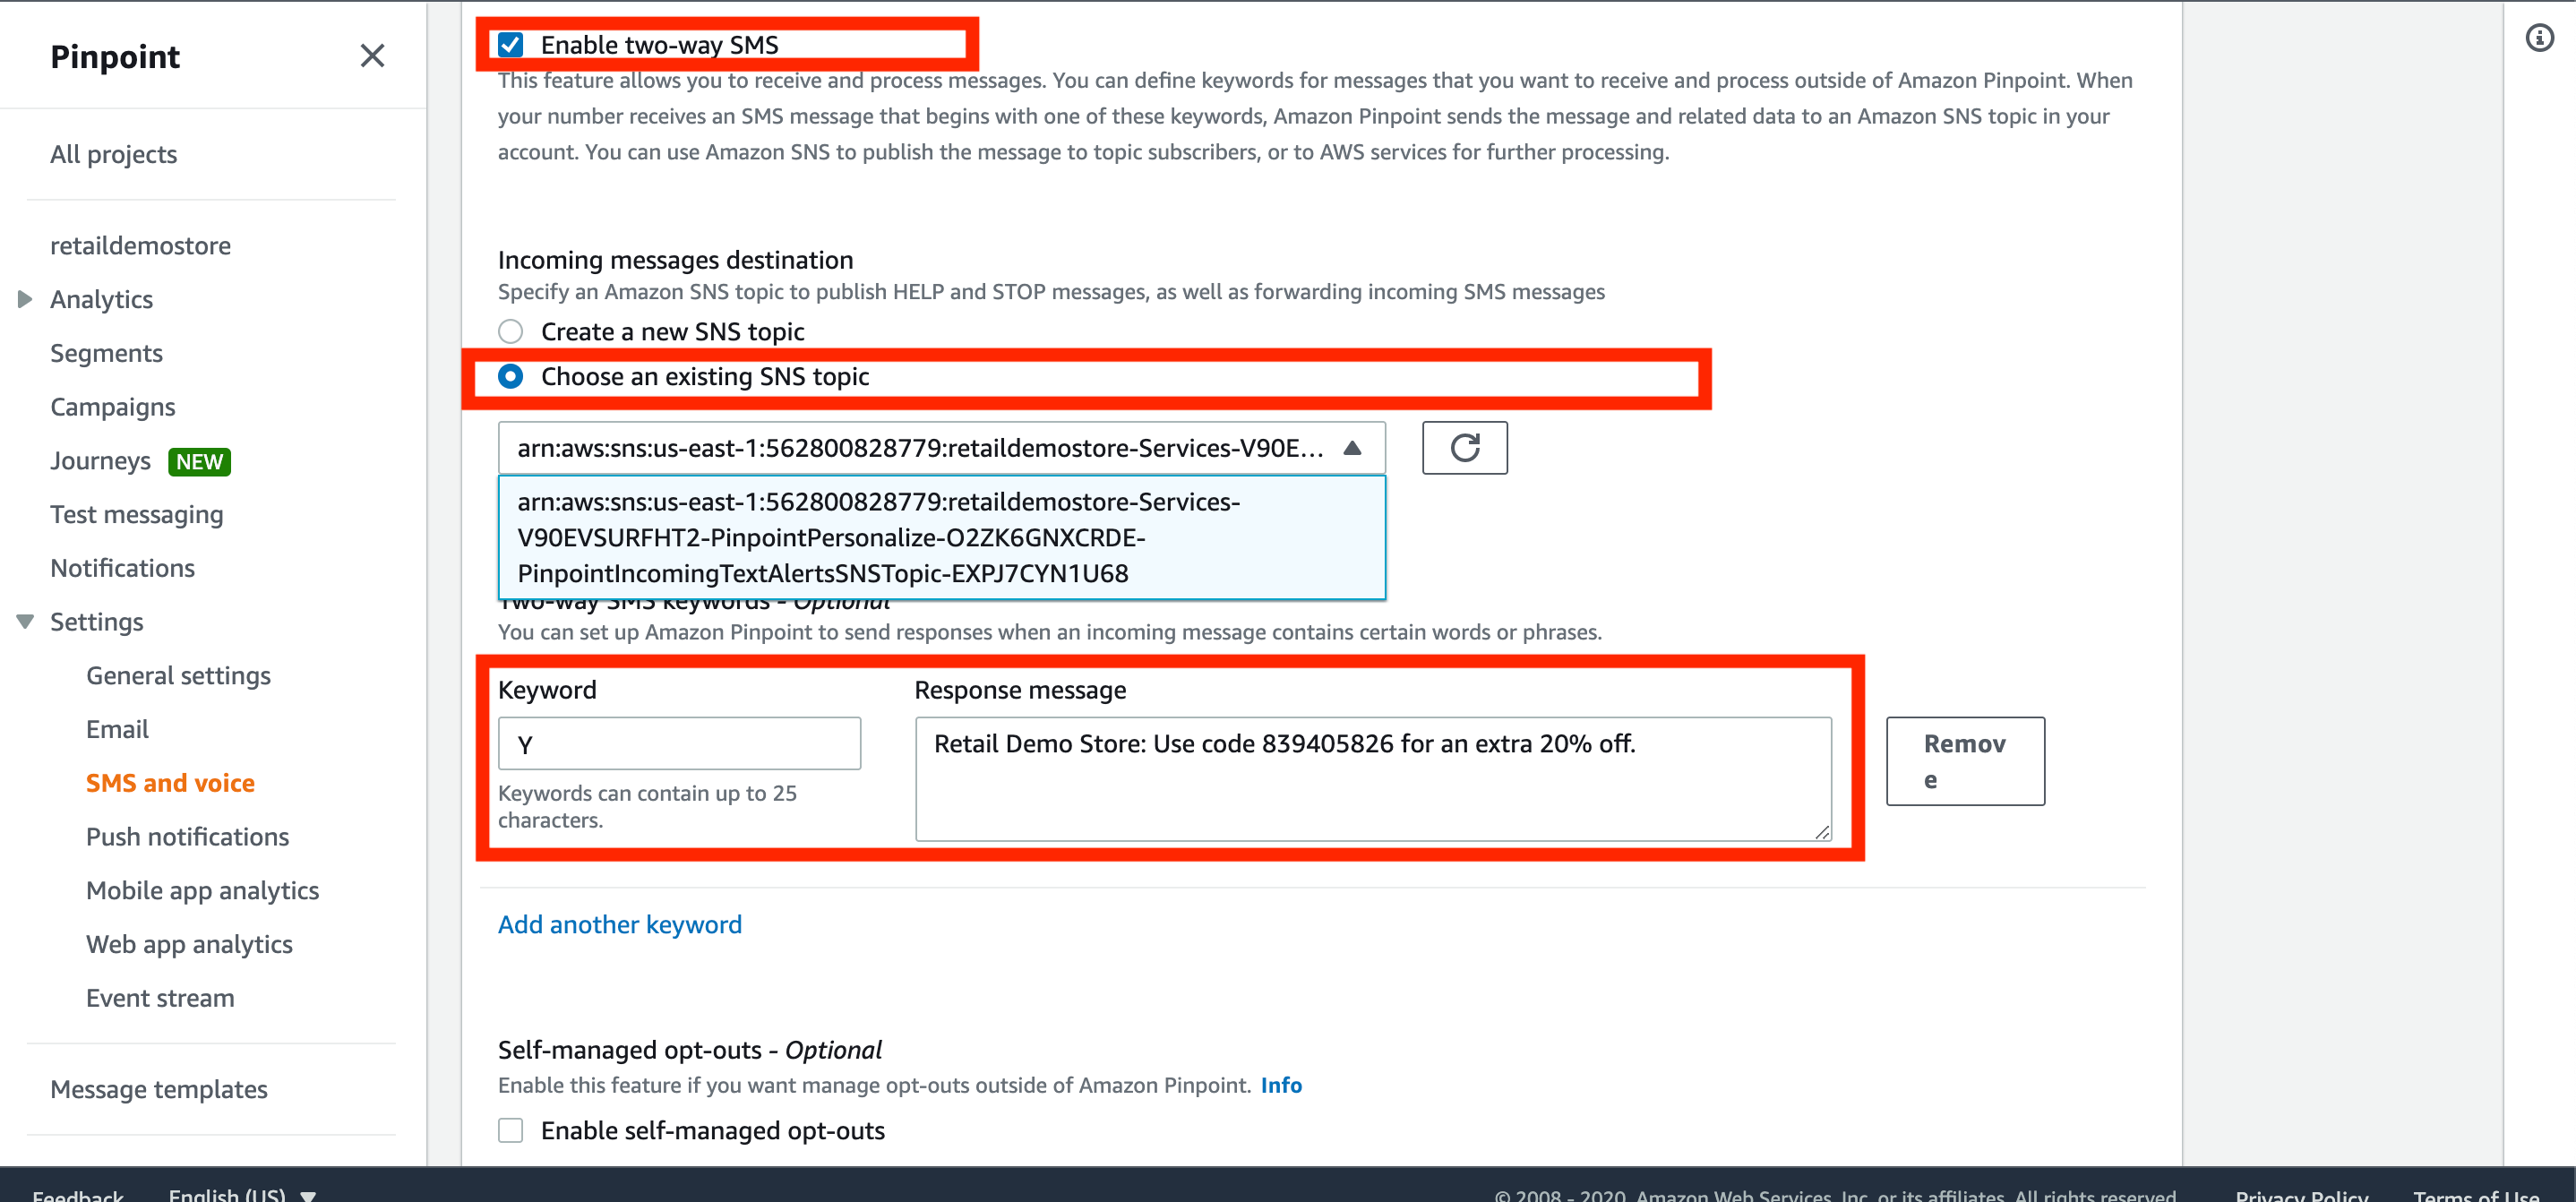 Pinpoint
All projects
retaildemostore
Analytics
Segments
Campaigns
Journeys NEW
Test messaging
Notifications
Settings
General settings
Email
SMS and voice
Push notifications
Mobile app analytics
Web app analytics
Event stream
Message templates
Enable two-way SMS
This feature allows you to receive and process messages. You can define keywords for messages that you want to receive and process outside of Amazon Pinpoint. When
your number receives an SMS message that begins with one of these keywords, Amazon Pinpoint sends the message and related data to an Amazon SNS topic in your
account. You can use Amazon SNS to publish the message to topic subscribers, or to AWS services for further processing.
Incoming messages destination
Specify an Amazon SNS topic to publish HELP and STOP messages, as well as forwarding incoming SMS messages
Create a new SNS topic
Choose an existing SNS topic
arn:aws:sns:us-east-1:562800828779:retaildemostore-Services-V90E...
arn:aws:sns:us-east-1:562800828779:retaildemostore-Services-
V90EVSURFHT2-PinpointPersonalize-O2ZK6GNXCRDE-
PinpointIncomingTextAlertsSNSTopic-EXPJ7CYN1U68
Two-way SMS keywords - Optional
You can set up Amazon Pinpoint to send responses when an incoming message contains certain words or phrases.
Keyword
Response message
Y
Retail Demo Store: Use code 839405826 for an extra 20% off.
Remov
e
Keywords can contain up to 25
characters.
Add another keyword
Self-managed opt-outs - Optional
Enable this feature if you want manage opt-outs outside of Amazon Pinpoint. Info
Enable self-managed opt-outs
Feedback
English (US)
© 2008 - 2020, Amazon Web Services, Inc. or its affiliates. All rights reserved.
Privacy Policy
Terms of Use